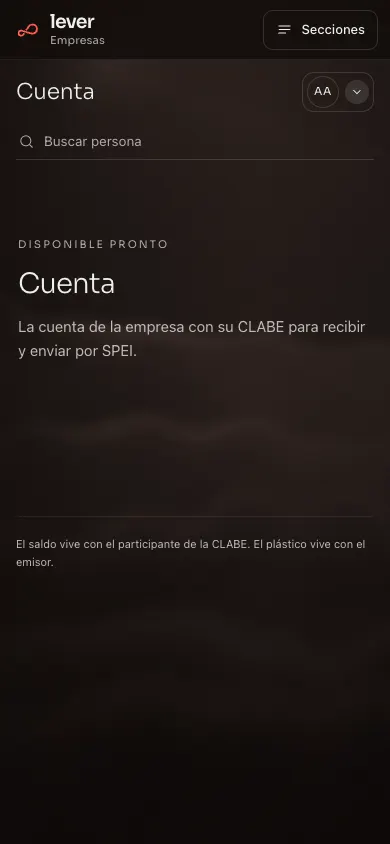 lever
Empresas
Secciones
Cuenta
AA
Buscar persona
DISPONIBLE PRONTO
Cuenta
La cuenta de la empresa con su CLABE para recibir
y enviar por SPEI.
El saldo vive con el participante de la CLABE. El plástico vive con el
emisor.